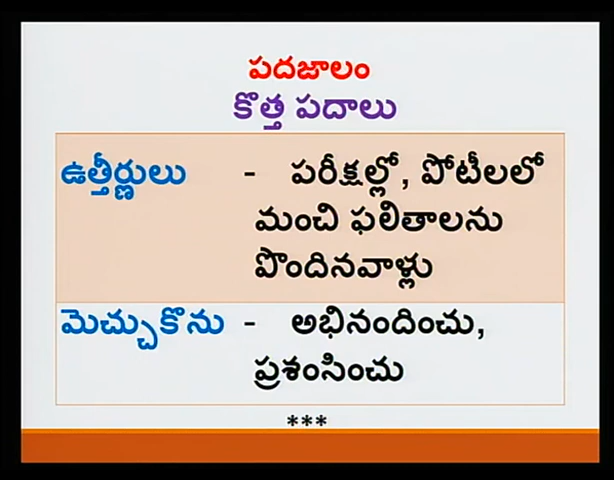 పదజాలం
కొత్త పదాలు
ఉత్తీర్ణులు - పరీక్షల్లో, పోటీలలో
మంచి ఫలితాలను
పొందినవాళ్లు
మెచ్చుకొను - అభినందించు,
ప్రశంసించు
***